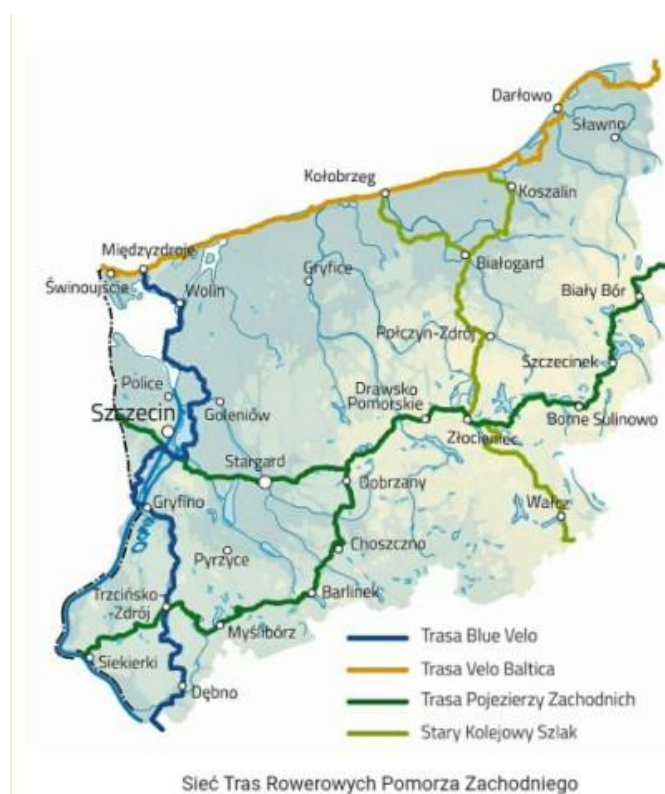 Darłowo
Sławno
Kołobrzeg
Koszalin
Międzyzdroje
Świnoujście
Wolin
Gryfice
Białogard
Biały Bór
Połczyn-Zdrój
Szczecinek
Police
Szczecin
Goleniów
Drawsko
Pomorskie
Złocieniec
Borne Sulinowo
Stargard
Dobrzany
Wałcz
Gryfino
Pyrzyce
Choszczno
Trzcińsko-
Zdrój
Barlinek
Myślibórz
Siekierki
Dębno
Trasa Blue Velo
Trasa Velo Baltica
Trasa Pojezierzy Zachodnich
Stary Kolejowy Szlak
Sieć Tras Rowerowych Pomorza Zachodniego